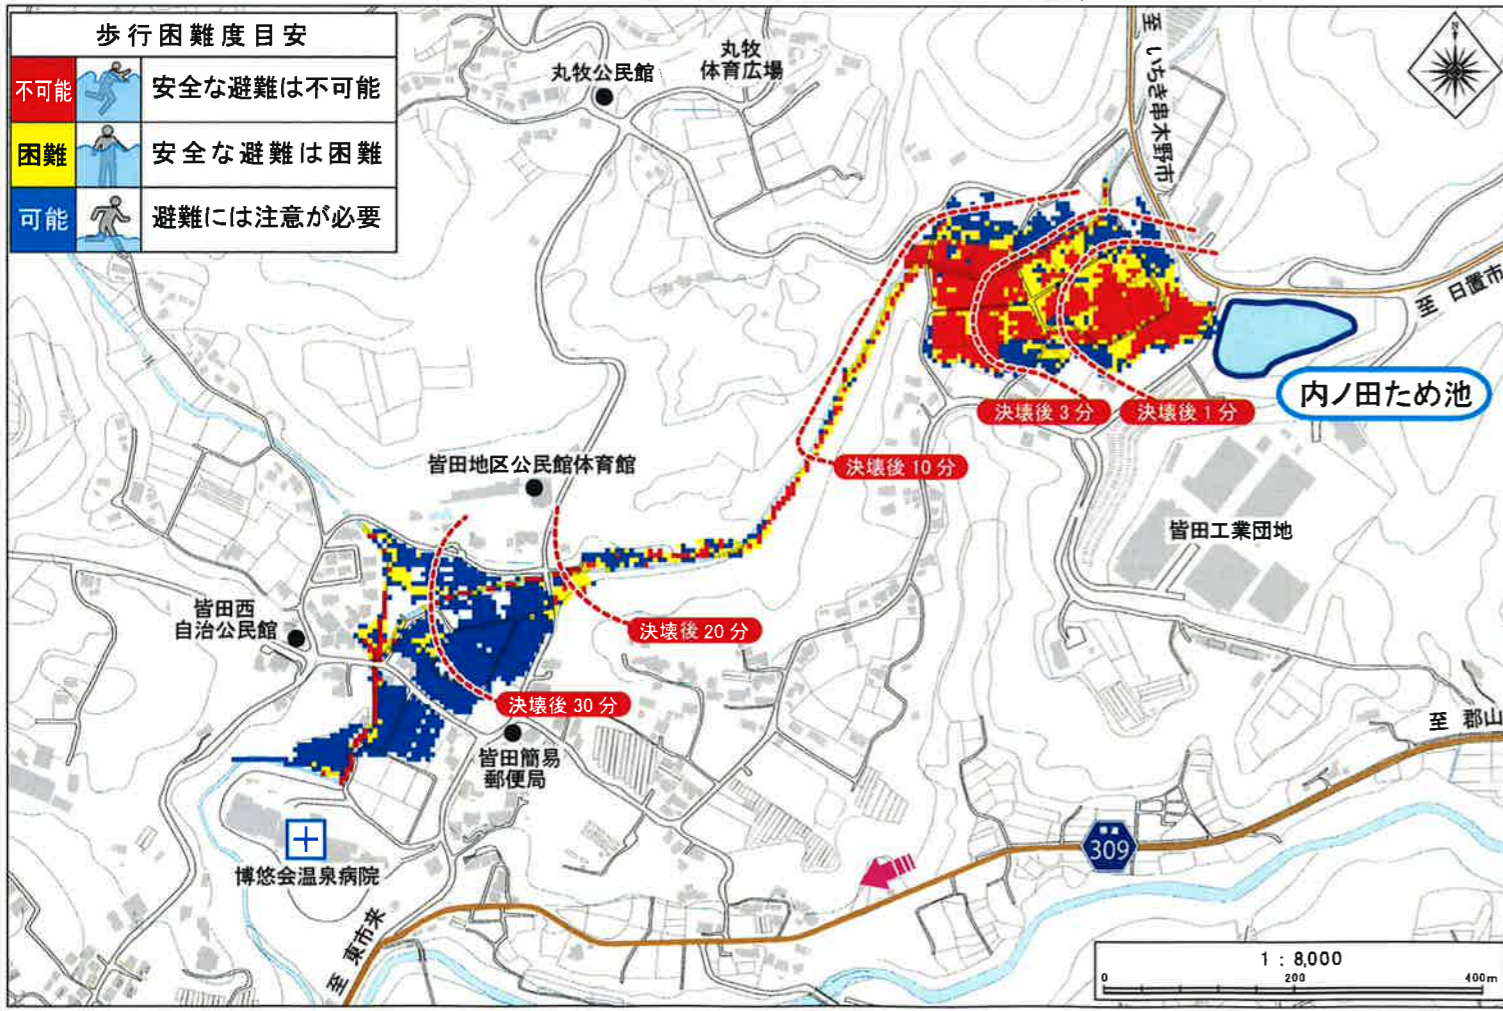 歩行困難度目安
不可能
安全な避難は不可能
困難
安全な避難は困難
可能
避難には注意が必要
丸牧公民館
丸牧
体育広場
至 いちき串木野市
N
至 日置市
内ノ田ため池
決壊後 3 分
決壊後 1 分
決壊後 10 分
皆田地区公民館体育館
皆田工業団地
皆田西
自治公民館
決壊後 20 分
決壊後 30 分
皆田簡易
郵便局
至 郡山
県道
309
博悠会温泉病院
至 東市来
1 : 8,000
0 200 400m